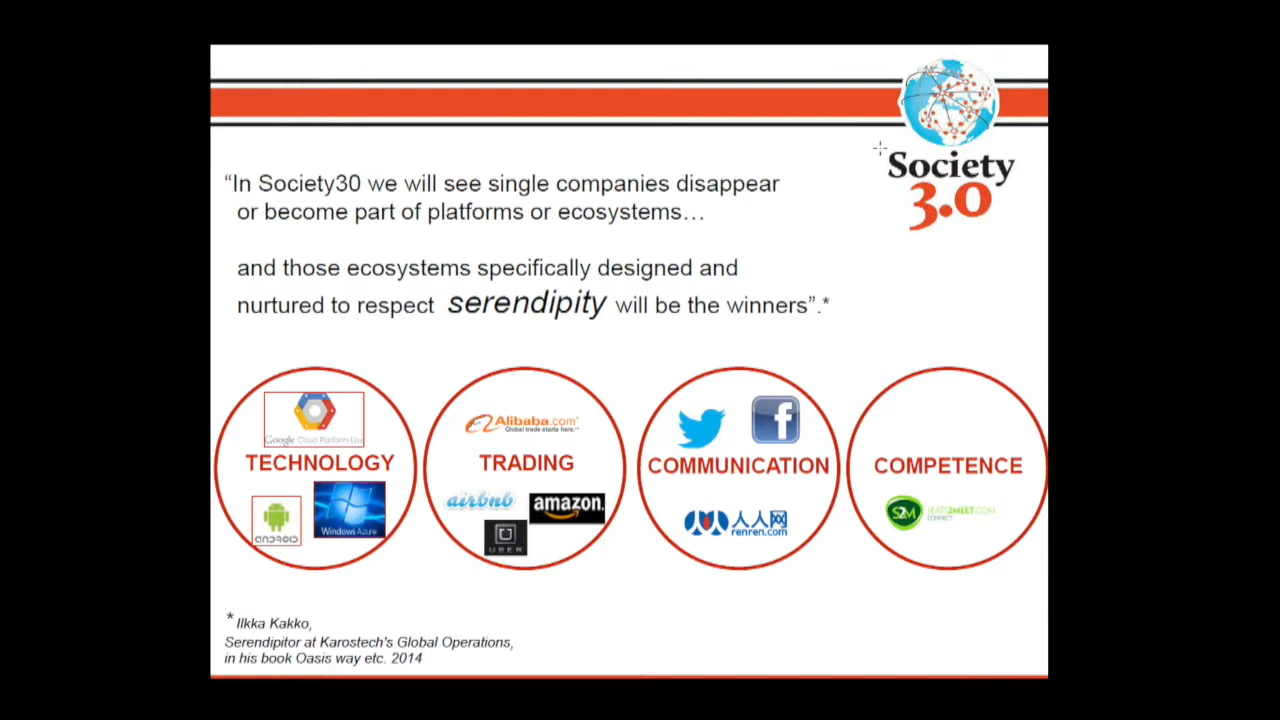 Society
3.0
“In Society30 we will see single companies disappear
or become part of platforms or ecosystems…
and those ecosystems specifically designed and
nurtured to respect serendipity will be the winners”.*
Google Cloud Platform Live
TECHNOLOGY
ANDROID
Windows Azure
Alibaba.com
Global trade starts here.™
TRADING
airbnb
amazon.
UBER
f
COMMUNICATION
人人网
renren.com
COMPETENCE
S2M
SEATS2MEET.COM
CONNECT
* Ilkka Kakko,
Serendipitor at Karostech's Global Operations,
in his book Oasis way etc. 2014